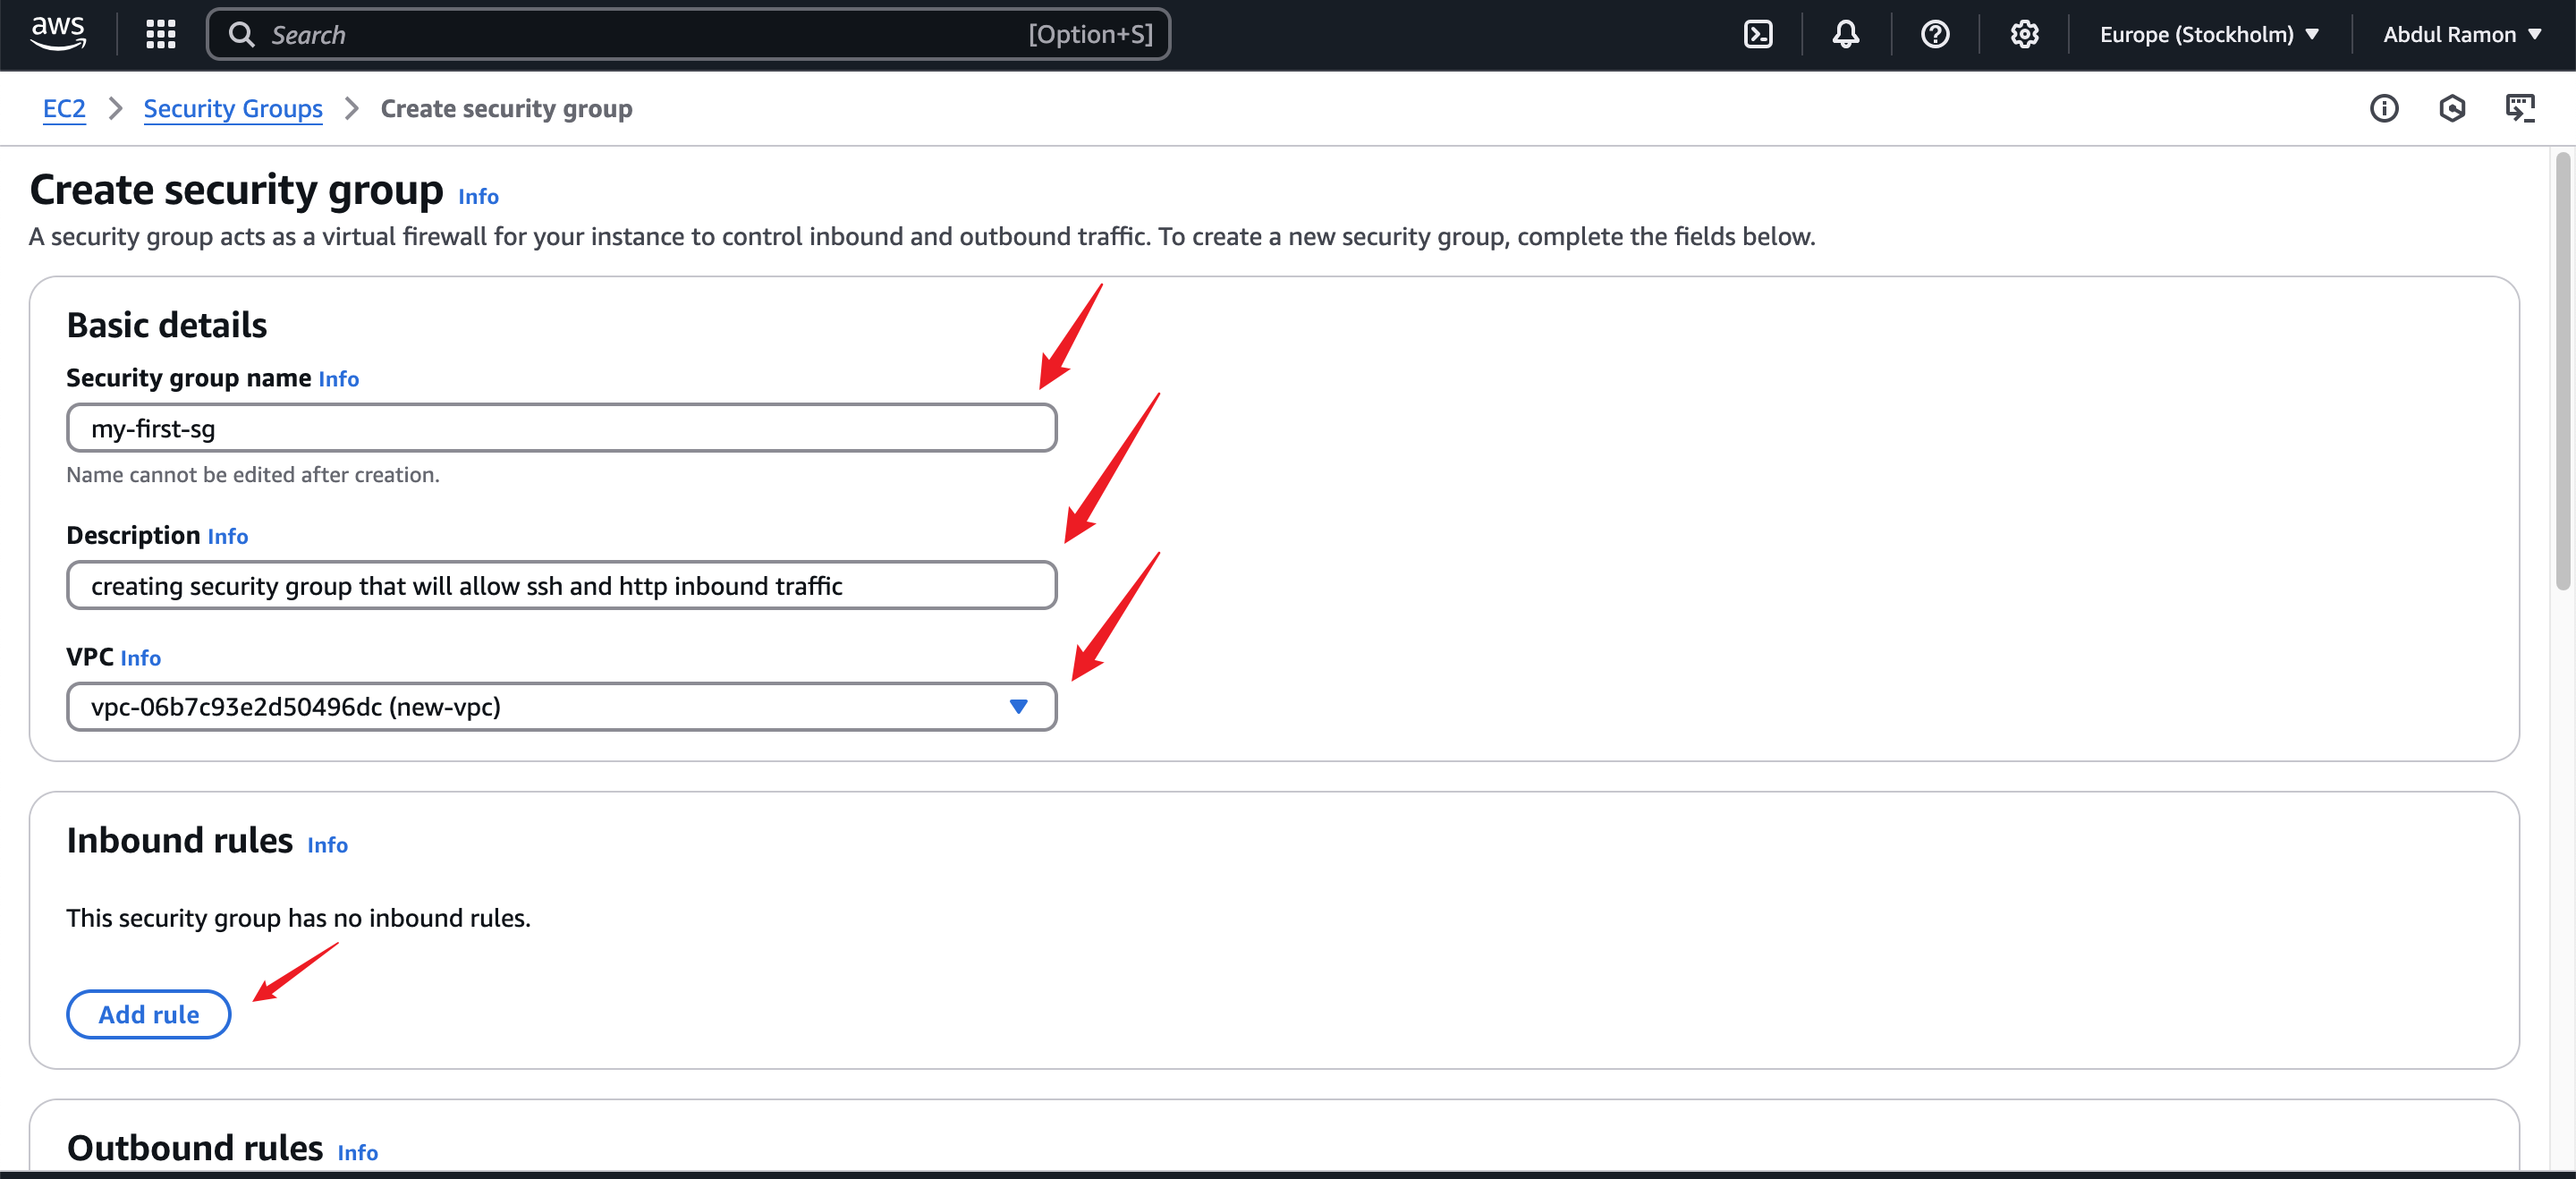 aws
Search [Option+S] Europe (Stockholm) Abdul Ramon
EC2 Security Groups Create security group
Create security group Info
A security group acts as a virtual firewall for your instance to control inbound and outbound traffic. To create a new security group, complete the fields below.
Basic details
Security group name Info
my-first-sg
Name cannot be edited after creation.
Description Info
creating security group that will allow ssh and http inbound traffic
VPC Info
vpc-06b7c93e2d50496dc (new-vpc)
Inbound rules Info
This security group has no inbound rules.
Add rule
Outbound rules Info